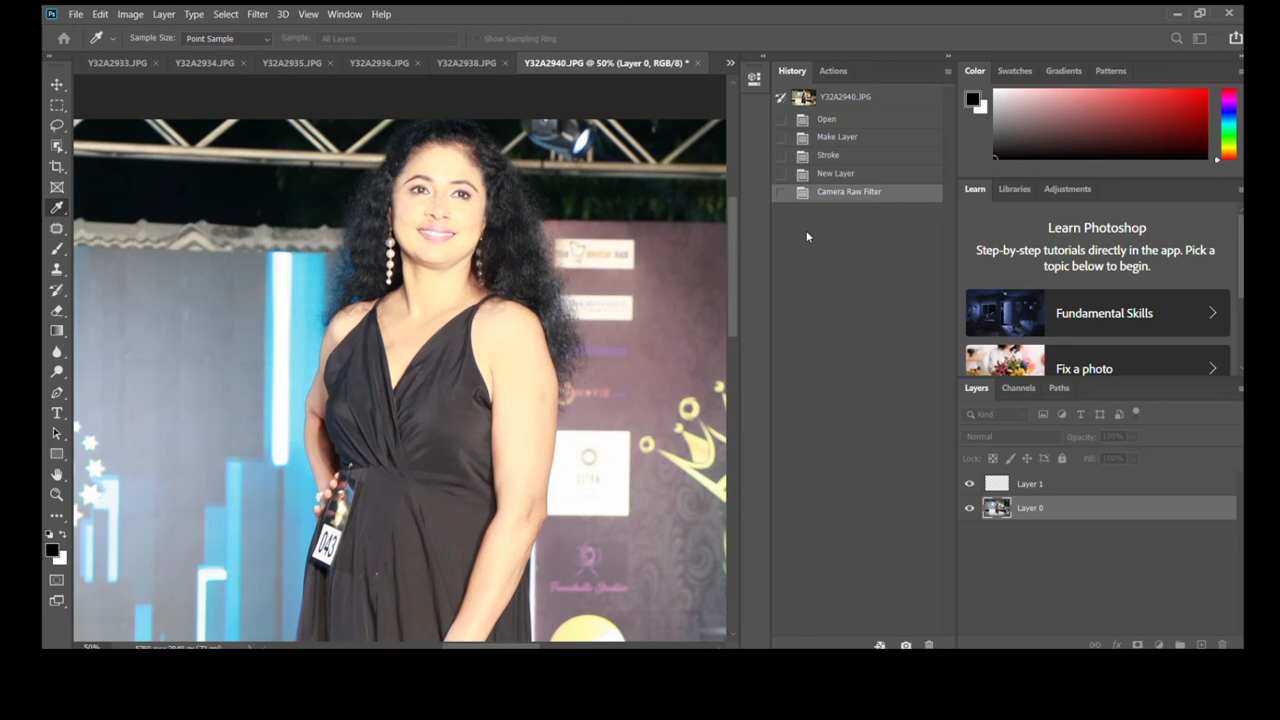 Ps File Edit Image Layer Type Select Filter 3D View Window Help
Sample Size: Point Sample Sample: All Layers Show Sampling Ring
Y32A2933.JPG × Y32A2934.JPG × Y32A2935.JPG × Y32A2936.JPG × Y32A2938.JPG × Y32A2940.JPG @ 50% (Layer 0, RGB/8) * ×
History Actions
Y32A2940.JPG
Open
Make Layer
Stroke
New Layer
Camera Raw Filter
Color Swatches Gradients Patterns
Learn Libraries Adjustments
Learn Photoshop
Step-by-step tutorials directly in the app. Pick a
topic below to begin.
Fundamental Skills
Fix a photo
Layers Channels Paths
Kind
Normal Opacity: 100%
Lock: Fill: 100%
Layer 1
Layer 0
043
50%